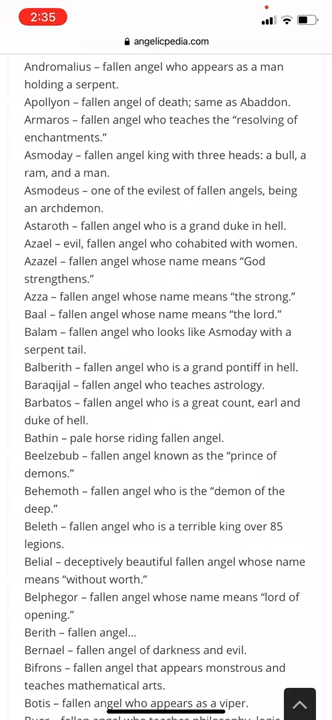 2:35
angelicpedia.com
Andromalius – fallen angel who appears as a man
holding a serpent.
Apollyon – fallen angel of death; same as Abaddon.
Armaros – fallen angel who teaches the “resolving of
enchantments.”
Asmoday – fallen angel king with three heads: a bull, a
ram, and a man.
Asmodeus – one of the evilest of fallen angels, being
an archdemon.
Astaroth – fallen angel who is a grand duke in hell.
Azael – evil, fallen angel who cohabited with women.
Azazel – fallen angel whose name means “God
strengthens.”
Azza – fallen angel whose name means “the strong.”
Baal – fallen angel whose name means “the lord.”
Balam – fallen angel who looks like Asmoday with a
serpent tail.
Balberith – fallen angel who is a grand pontiff in hell.
Baraqijal – fallen angel who teaches astrology.
Barbatos – fallen angel who is a great count, earl and
duke of hell.
Bathin – pale horse riding fallen angel.
Beelzebub – fallen angel known as the “prince of
demons.”
Behemoth – fallen angel who is the “demon of the
deep.”
Beleth – fallen angel who is a terrible king over 85
legions.
Belial – deceptively beautiful fallen angel whose name
means “without worth.”
Belphegor – fallen angel whose name means “lord of
opening.”
Berith – fallen angel...
Bernael – fallen angel of darkness and evil.
Bifrons – fallen angel that appears monstrous and
teaches mathematical arts.
Botis – fallen angel who appears as a viper.
Buer – fallen angel who teaches philosophy, logic